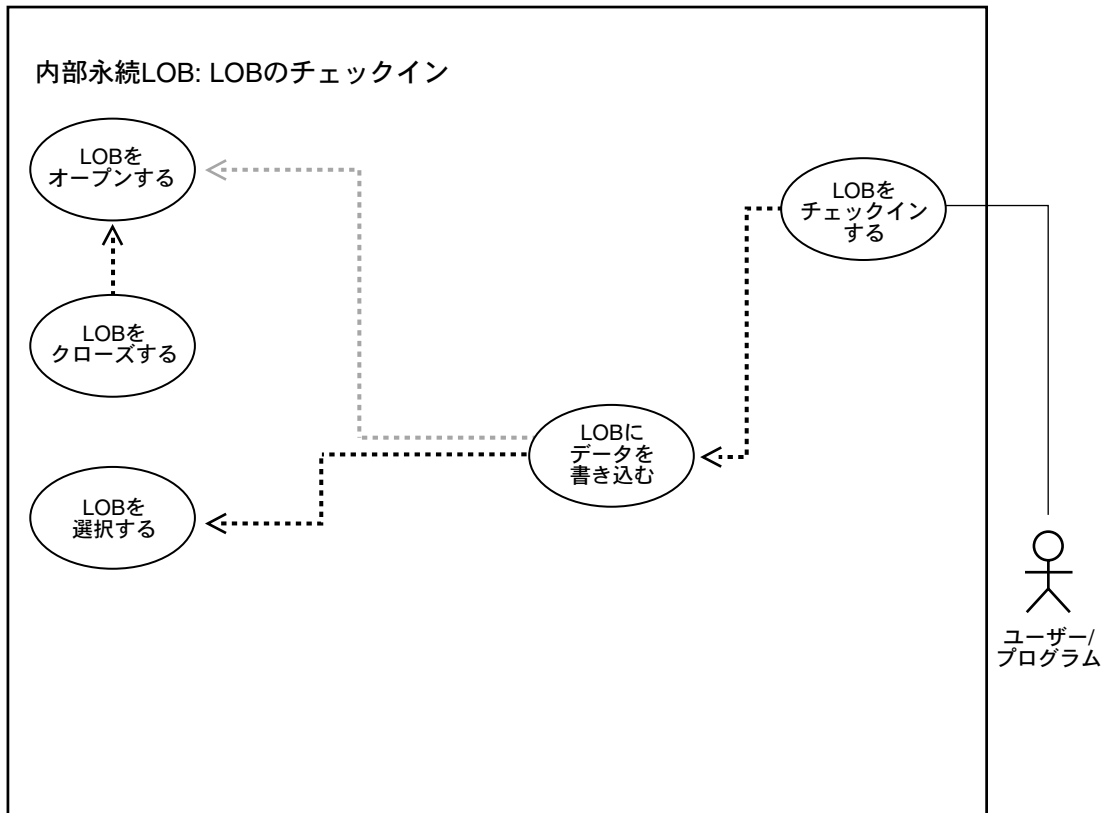 内部永続LOB: LOBのチェックイン
LOBを
オープンする
LOBを
チェックイン
する
LOBを
クローズする
LOBに
データを
書き込む
LOBを
選択する
ユーザー/
プログラム